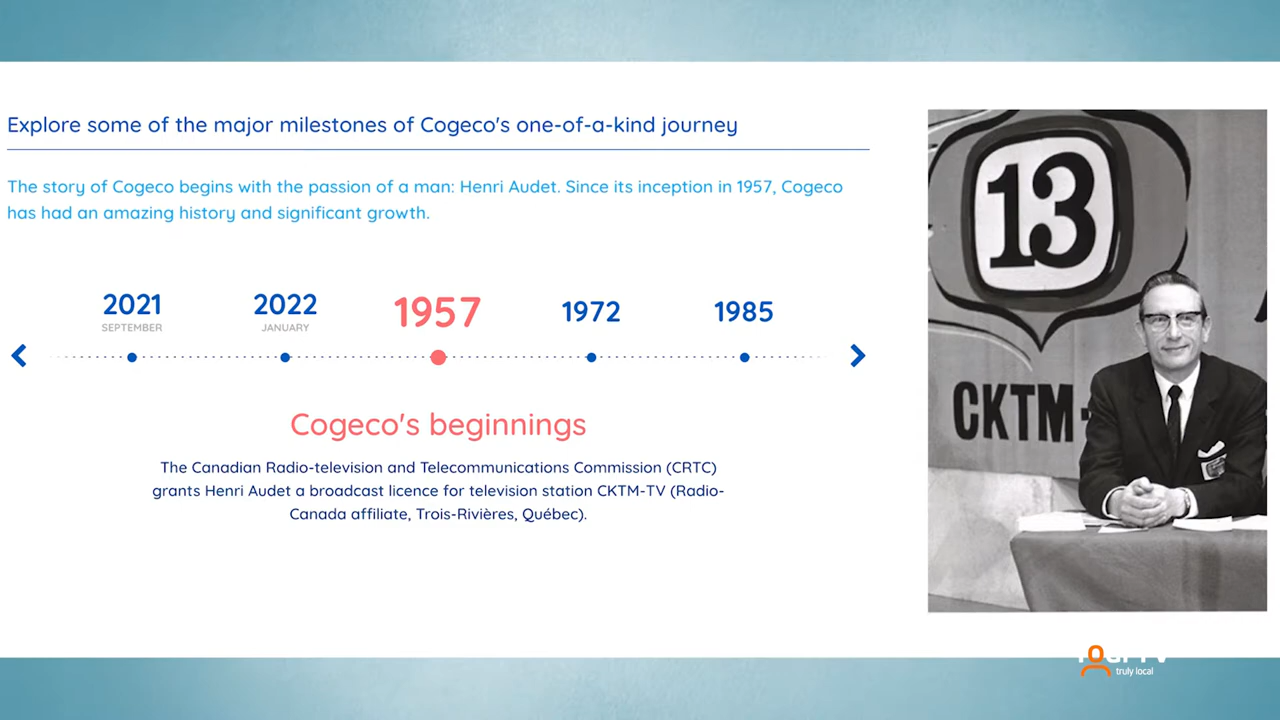 Explore some of the major milestones of Cogeco's one-of-a-kind journey
The story of Cogeco begins with the passion of a man: Henri Audet. Since its inception in 1957, Cogeco
has had an amazing history and significant growth.
2021
SEPTEMBER
2022
JANUARY
1957
1972
1985
Cogeco's beginnings
The Canadian Radio-television and Telecommunications Commission (CRTC)
grants Henri Audet a broadcast licence for television station CKTM-TV (Radio-
Canada affiliate, Trois-Rivières, Québec).
13
CKTM-
truly local